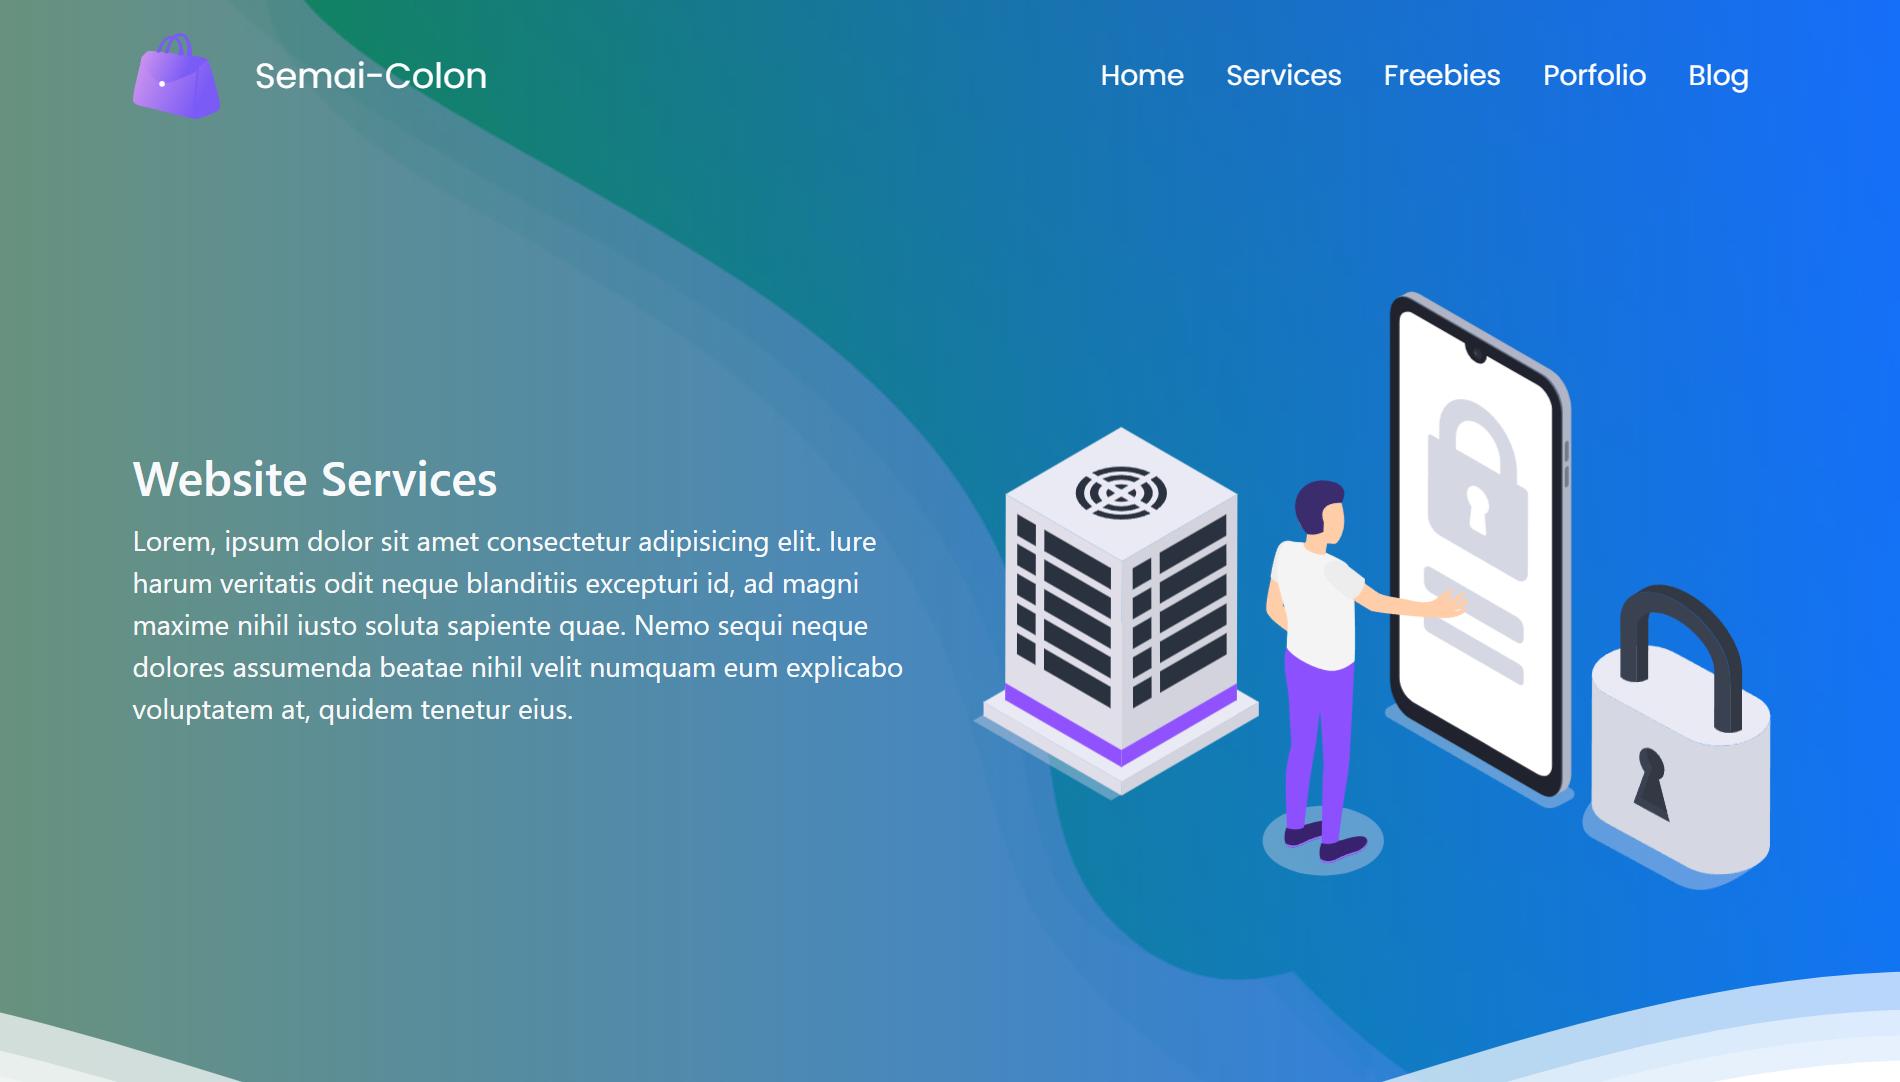 Semai-Colon
Home Services Freebies Porfolio Blog
Website Services
Lorem, ipsum dolor sit amet consectetur adipisicing elit. Iure
harum veritatis odit neque blanditiis excepturi id, ad magni
maxime nihil iusto soluta sapiente quae. Nemo sequi neque
dolores assumenda beatae nihil velit numquam eum explicabo
voluptatem at, quidem tenetur eius.